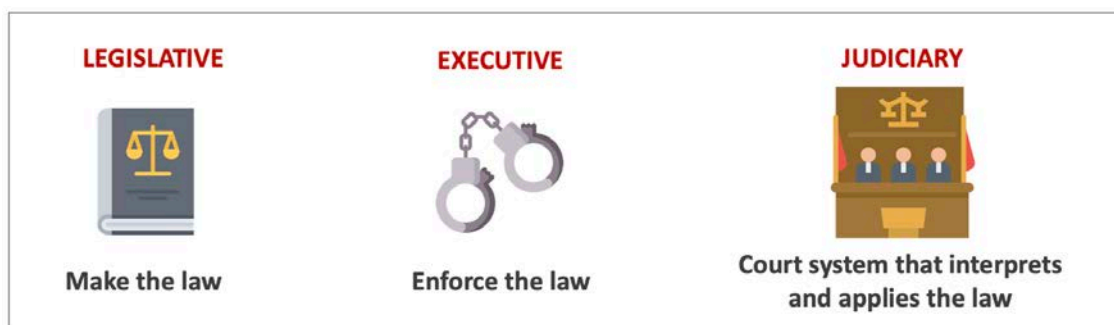 LEGISLATIVE
EXECUTIVE
JUDICIARY
Make the law
Enforce the law
Court system that interprets
and applies the law